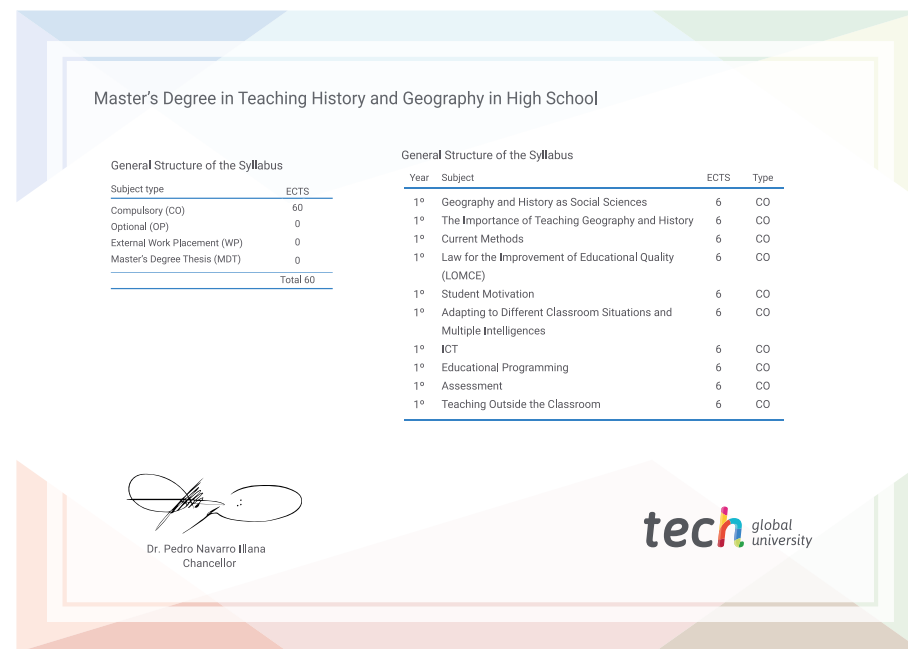 Master's Degree in Teaching History and Geography in High School
General Structure of the Syllabus
Subject type ECTS
Compulsory (CO) 60
Optional (OP) 0
External Work Placement (WP) 0
Master's Degree Thesis (MDT) 0
Total 60
General Structure of the Syllabus
Year Subject ECTS Type
1º Geography and History as Social Sciences 6 CO
1º The Importance of Teaching Geography and History 6 CO
1º Current Methods 6 CO
1º Law for the Improvement of Educational Quality 6 CO
(LOMCE)
1º Student Motivation 6 CO
1º Adapting to Different Classroom Situations and 6 CO
Multiple Intelligences
1º ICT 6 CO
1º Educational Programming 6 CO
1º Assessment 6 CO
1º Teaching Outside the Classroom 6 CO
Dr. Pedro Navarro Illana
Chancellor
tech global
university